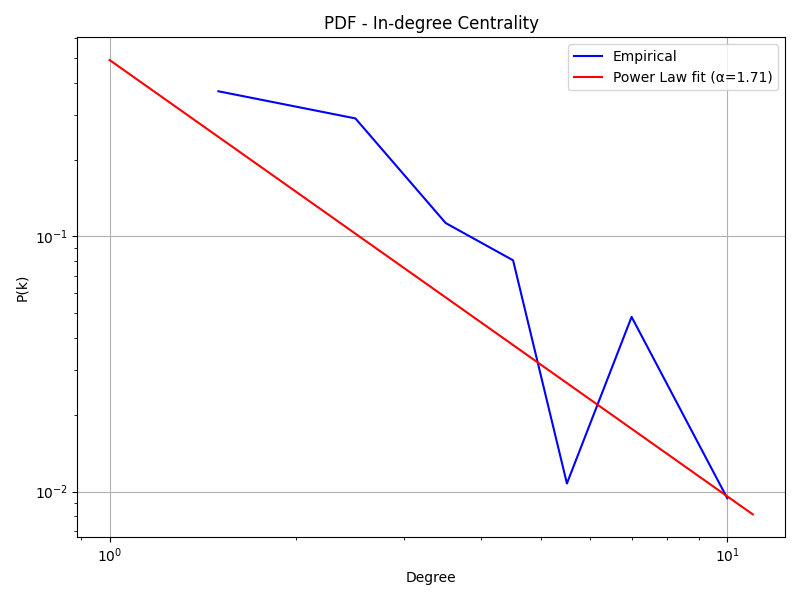 PDF - In-degree Centrality
Empirical
Power Law fit (α=1.71)
P(k)
10⁻¹
10⁻²
10⁰
10¹
Degree